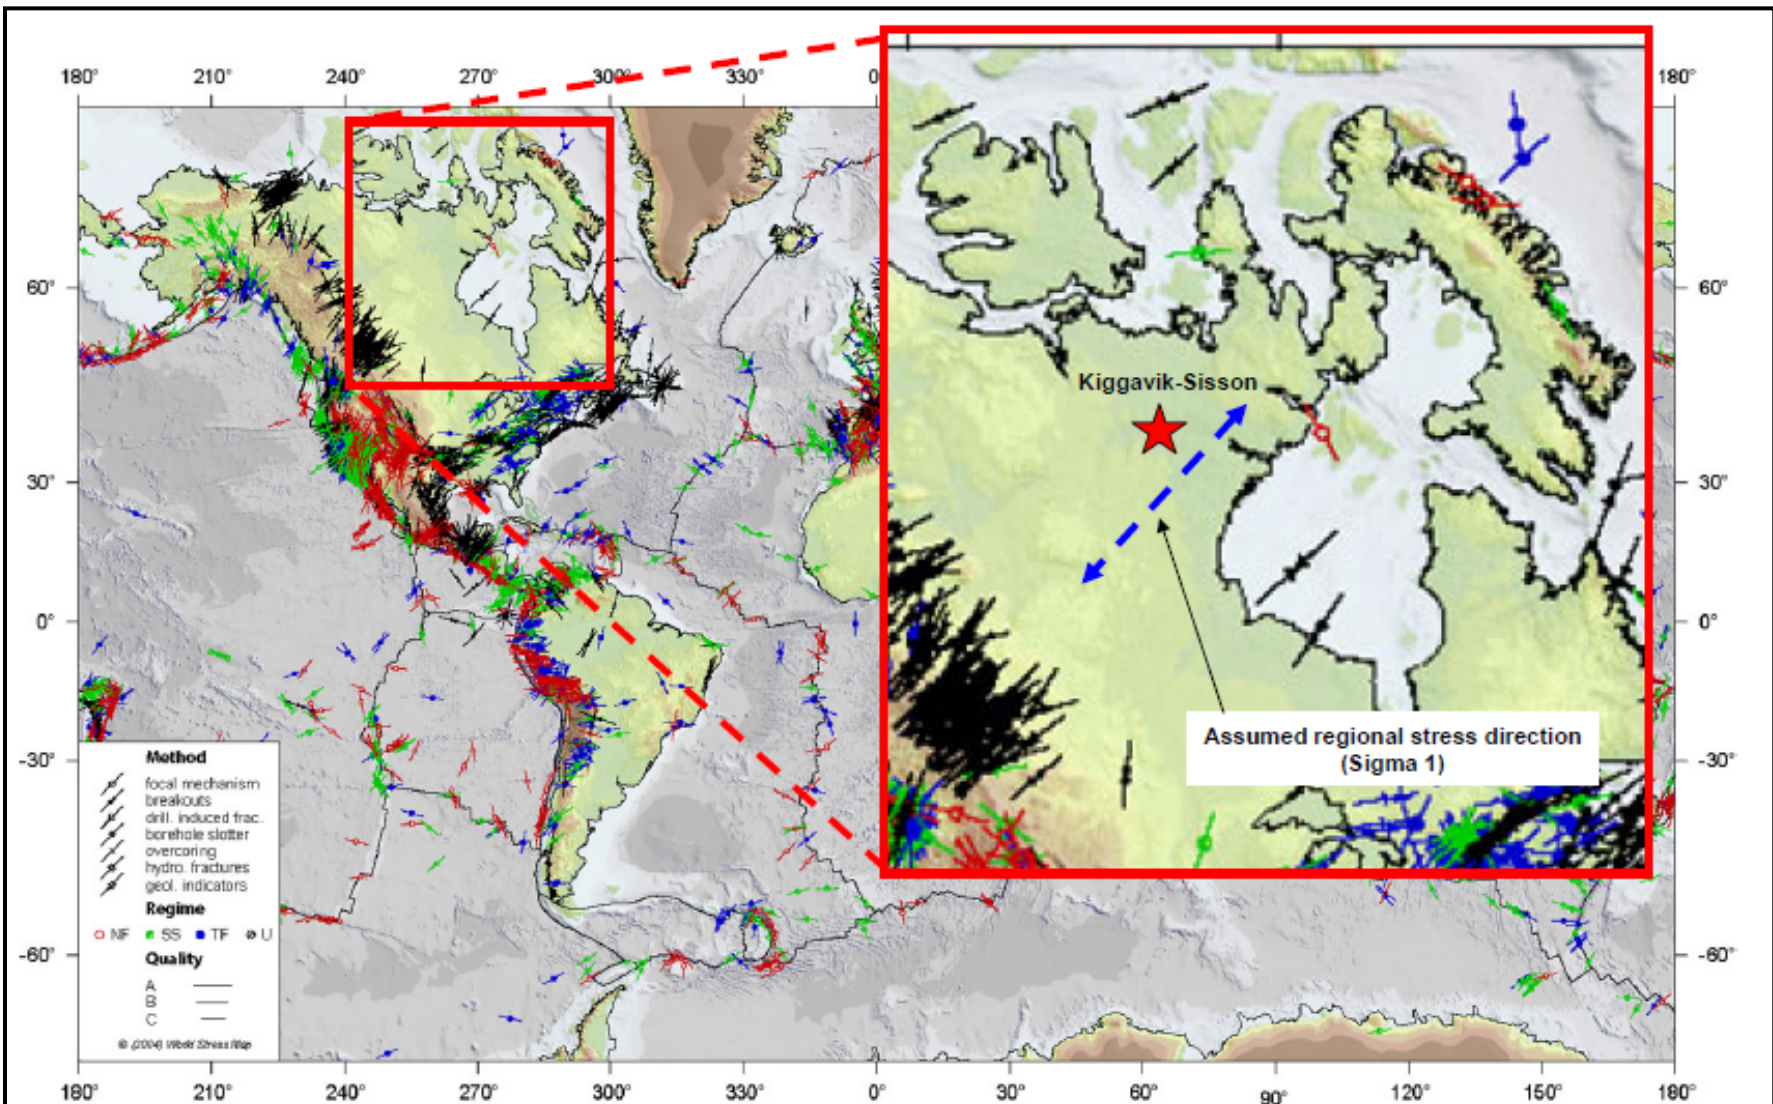 180° 210° 240° 270° 300° 330° 0 180°
60° 60°
30° 30°
0° 0°
-30° -30°
-60° -60°
Kiggavik-Sisson
Assumed regional stress direction
(Sigma 1)
Method
focal mechanism
breakouts
drill. induced frac.
borehole slotter
overcoring
hydro. fractures
geol. indicators
Regime
NF SS TF U
Quality
A
B
C
© (2004) World Stress Map
180° 210° 240° 270° 300° 330° 0° 30° 60° 90° 120° 150° 180°